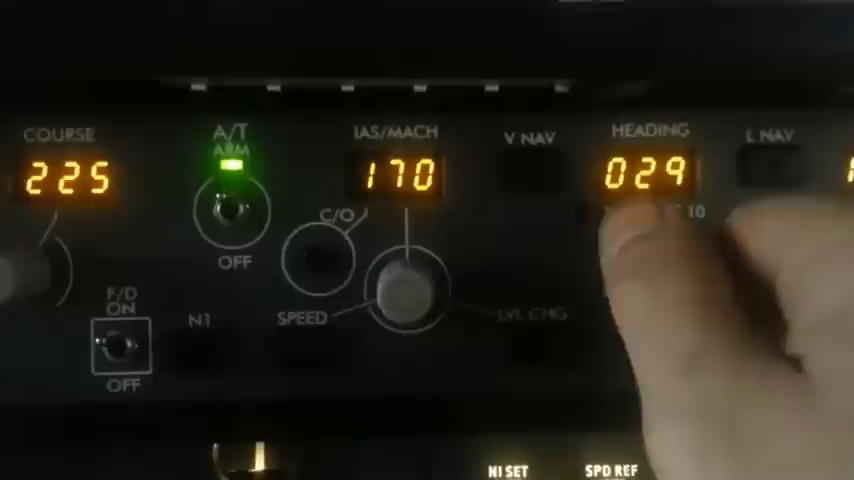 COURSE
A/T
ARM
IAS/MACH
V NAV
HEADING
L NAV
225
170
029
C/O
10
OFF
F/D
ON
N1
SPEED
LVL CHG
OFF
N1 SET
SPD REF